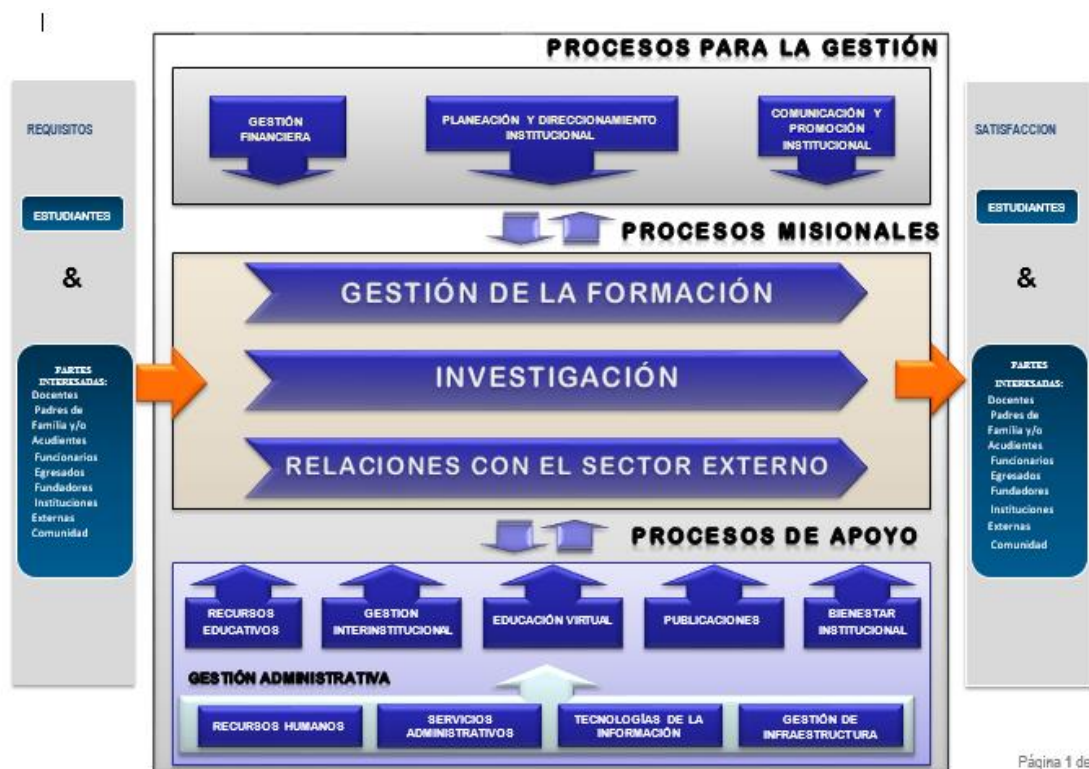 PROCESOS PARA LA GESTIÓN
REQUISITOS
ESTUDIANTES
&
PARTES
INTERESADAS:
Docentes
Padres de
Familia y/o
Acudientes
Funcionarios
Egresados
Fundadores
Instituciones
Externas
Comunidad
GESTIÓN
FINANCIERA
PLANEACIÓN Y DIRECCIONAMIENTO
INSTITUCIONAL
COMUNICACIÓN Y
PROMOCIÓN
INSTITUCIONAL
PROCESOS MISIONALES
GESTIÓN DE LA FORMACIÓN
INVESTIGACIÓN
RELACIONES CON EL SECTOR EXTERNO
PROCESOS DE APOYO
RECURSOS
EDUCATIVOS
GESTION
INTERINSTITUCIONAL
EDUCACIÓN VIRTUAL
PUBLICACIONES
BIENESTAR
INSTITUCIONAL
GESTIÓN ADMINISTRATIVA
RECURSOS HUMANOS
SERVICIOS
ADMINISTRATIVOS
TECNOLOGÍAS DE LA
INFORMACIÓN
GESTIÓN DE
INFRAESTRUCTURA
SATISFACCION
ESTUDIANTES
&
PARTES
INTERESADAS:
Docentes
Padres de
Familia y/o
Acudientes
Funcionarios
Egresados
Fundadores
Instituciones
Externas
Comunidad
Página 1 de